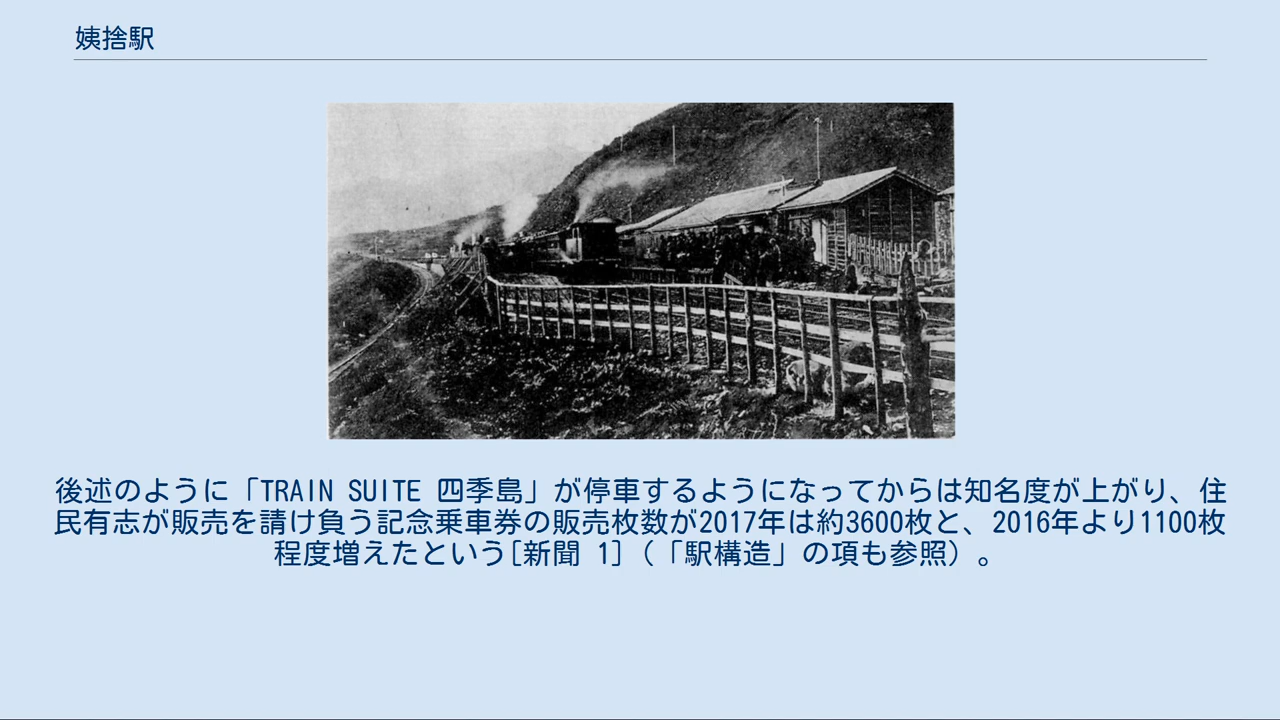 姨捨駅
後述のように「TRAIN SUITE 四季島」が停車するようになってからは知名度が上がり、住
民有志が販売を請け負う記念乗車券の販売枚数が2017年は約3600枚と、2016年より1100枚
程度増えたという[新聞 1]（「駅構造」の項も参照）。